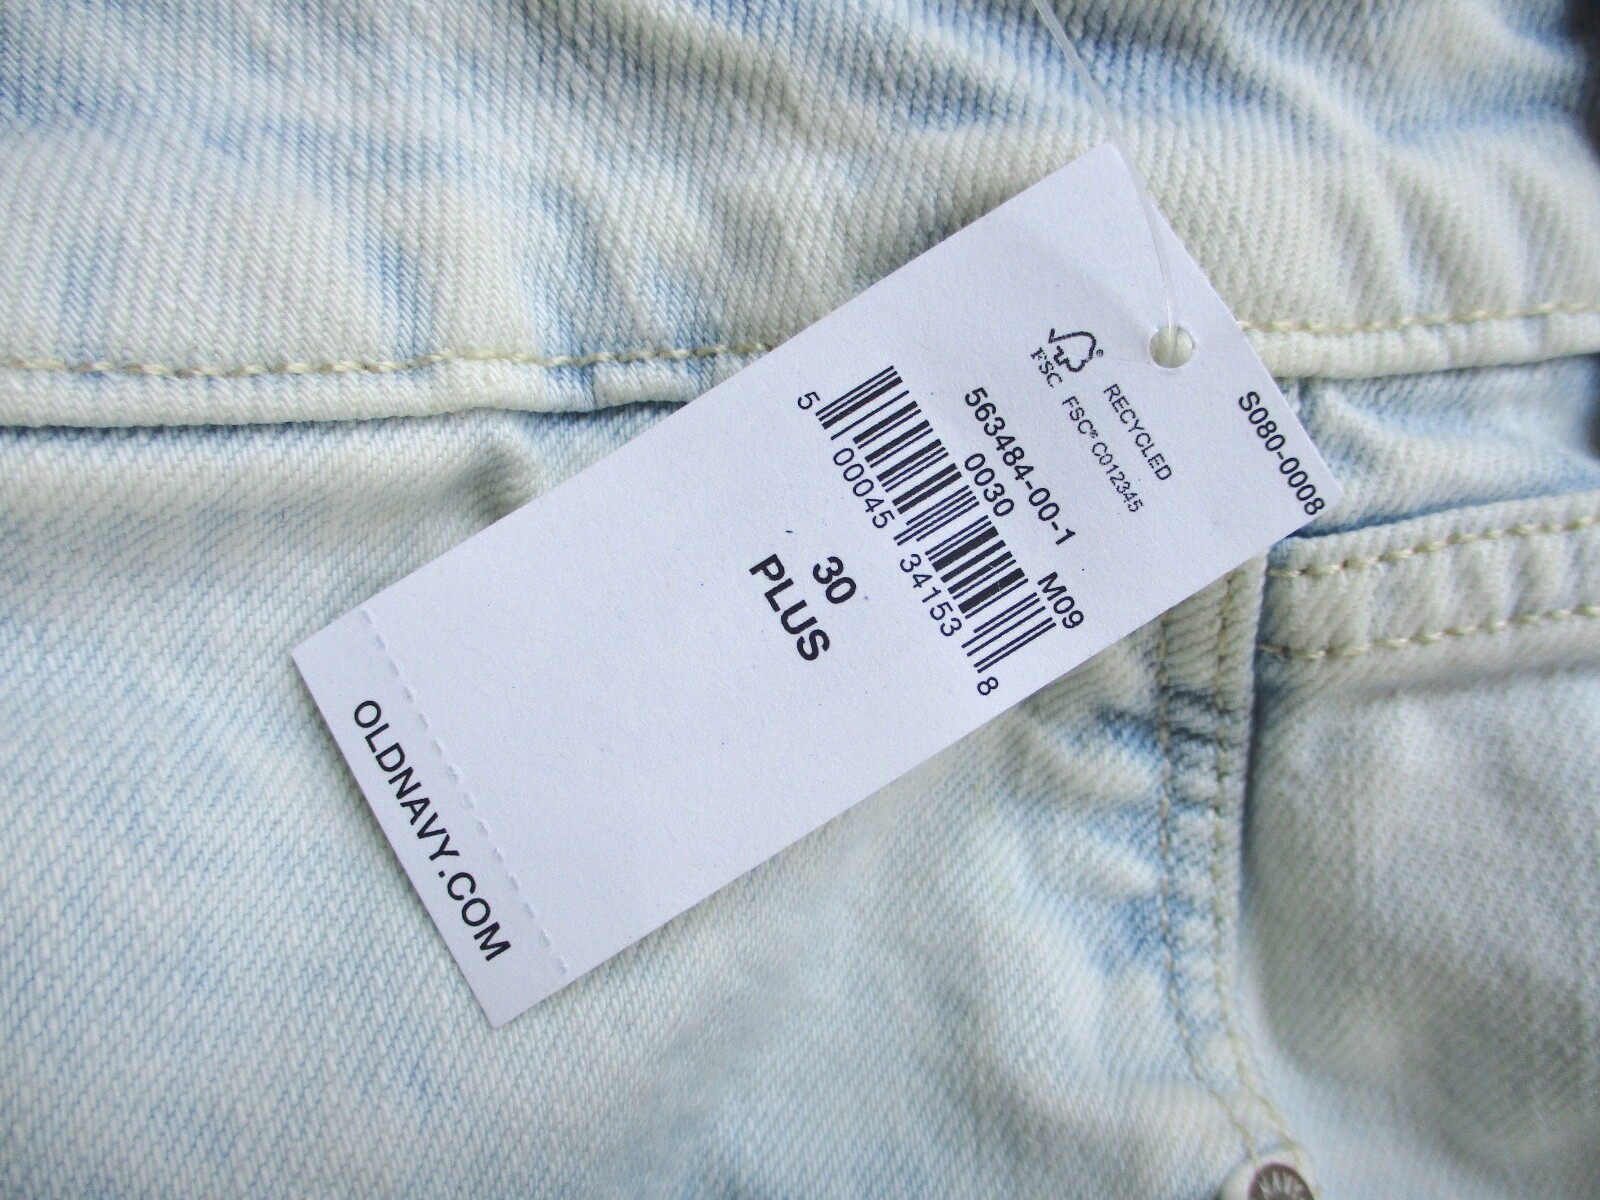 S080-0008
RECYCLED
FSC® C012345
FSC
563484-00-1
0030 M09
5 00045 34153 8
30
PLUS
OLDNAVY.COM